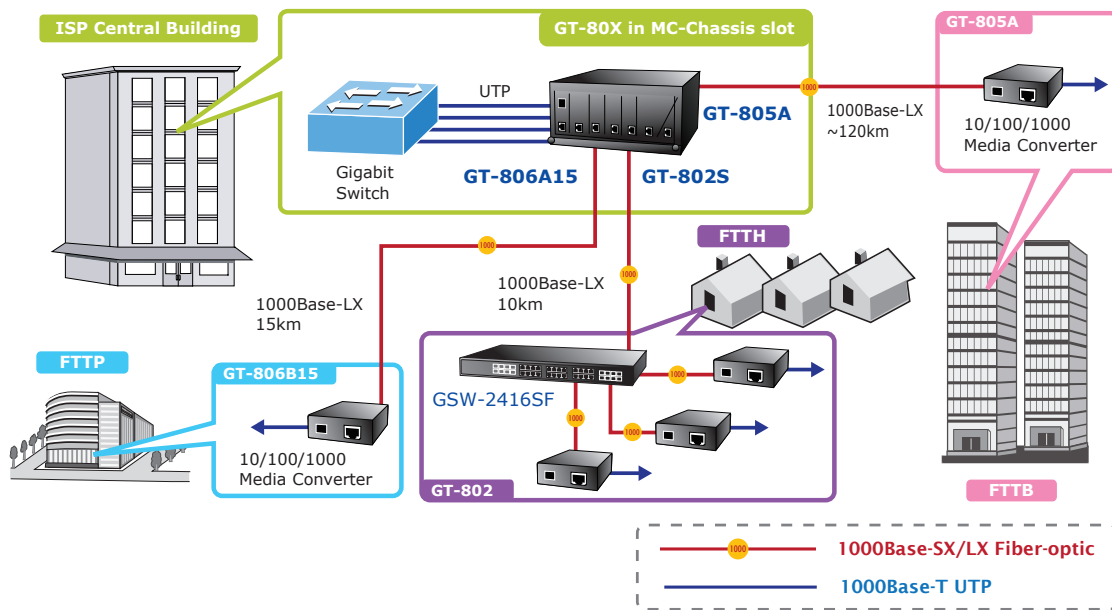 ISP Central Building
GT-80X in MC-Chassis slot
GT-805A
UTP
GT-805A
1000
1000Base-LX
~120km
10/100/1000
Media Converter
Gigabit
Switch
GT-806A15
GT-802S
1000
1000
FTTH
1000Base-LX
15km
1000Base-LX
10km
FTTP
GT-806B15
10/100/1000
Media Converter
GSW-2416SF
1000
1000
1000
GT-802
FTTB
1000
1000Base-SX/LX Fiber-optic
1000Base-T UTP